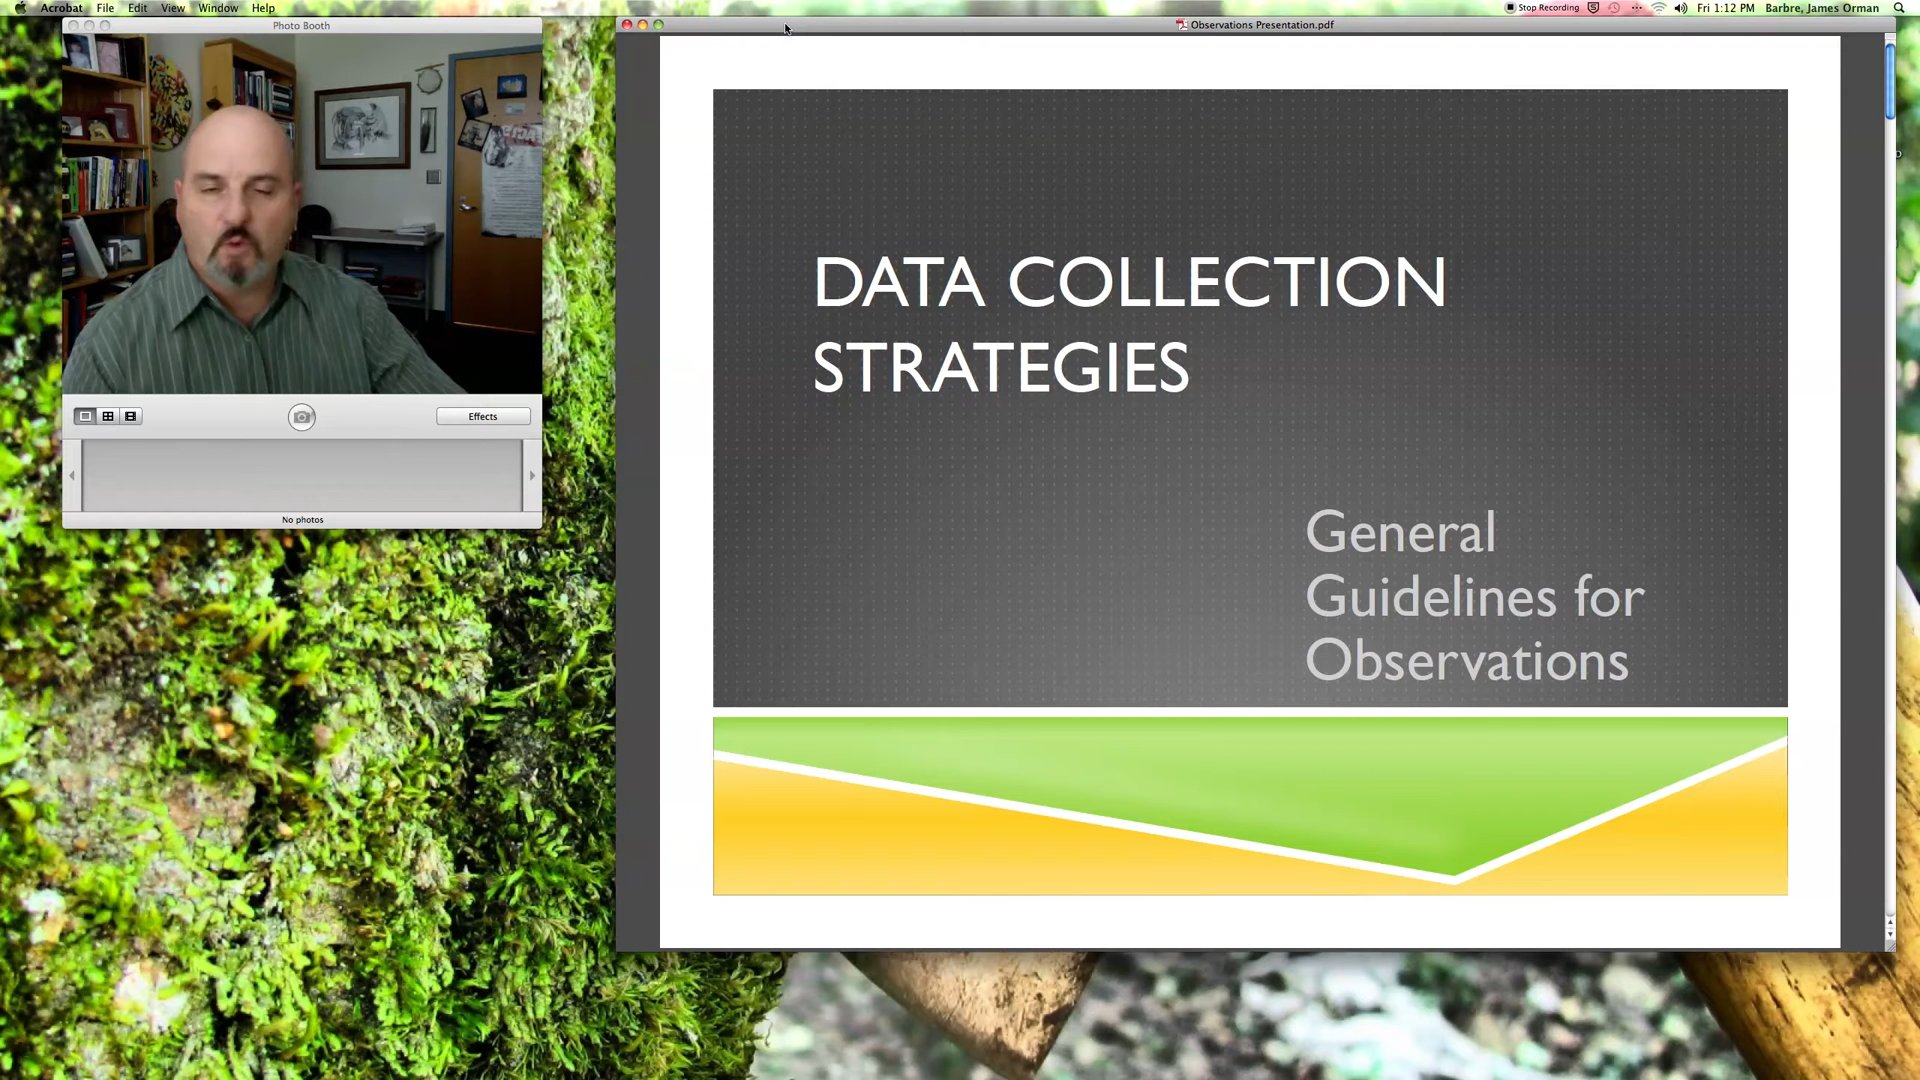 Acrobat File Edit View Window Help
Stop Recording Fri 1:12 PM Barbre, James Orman
Photo Booth
Effects
No photos
Observations Presentation.pdf
DATA COLLECTION
STRATEGIES
General
Guidelines for
Observations